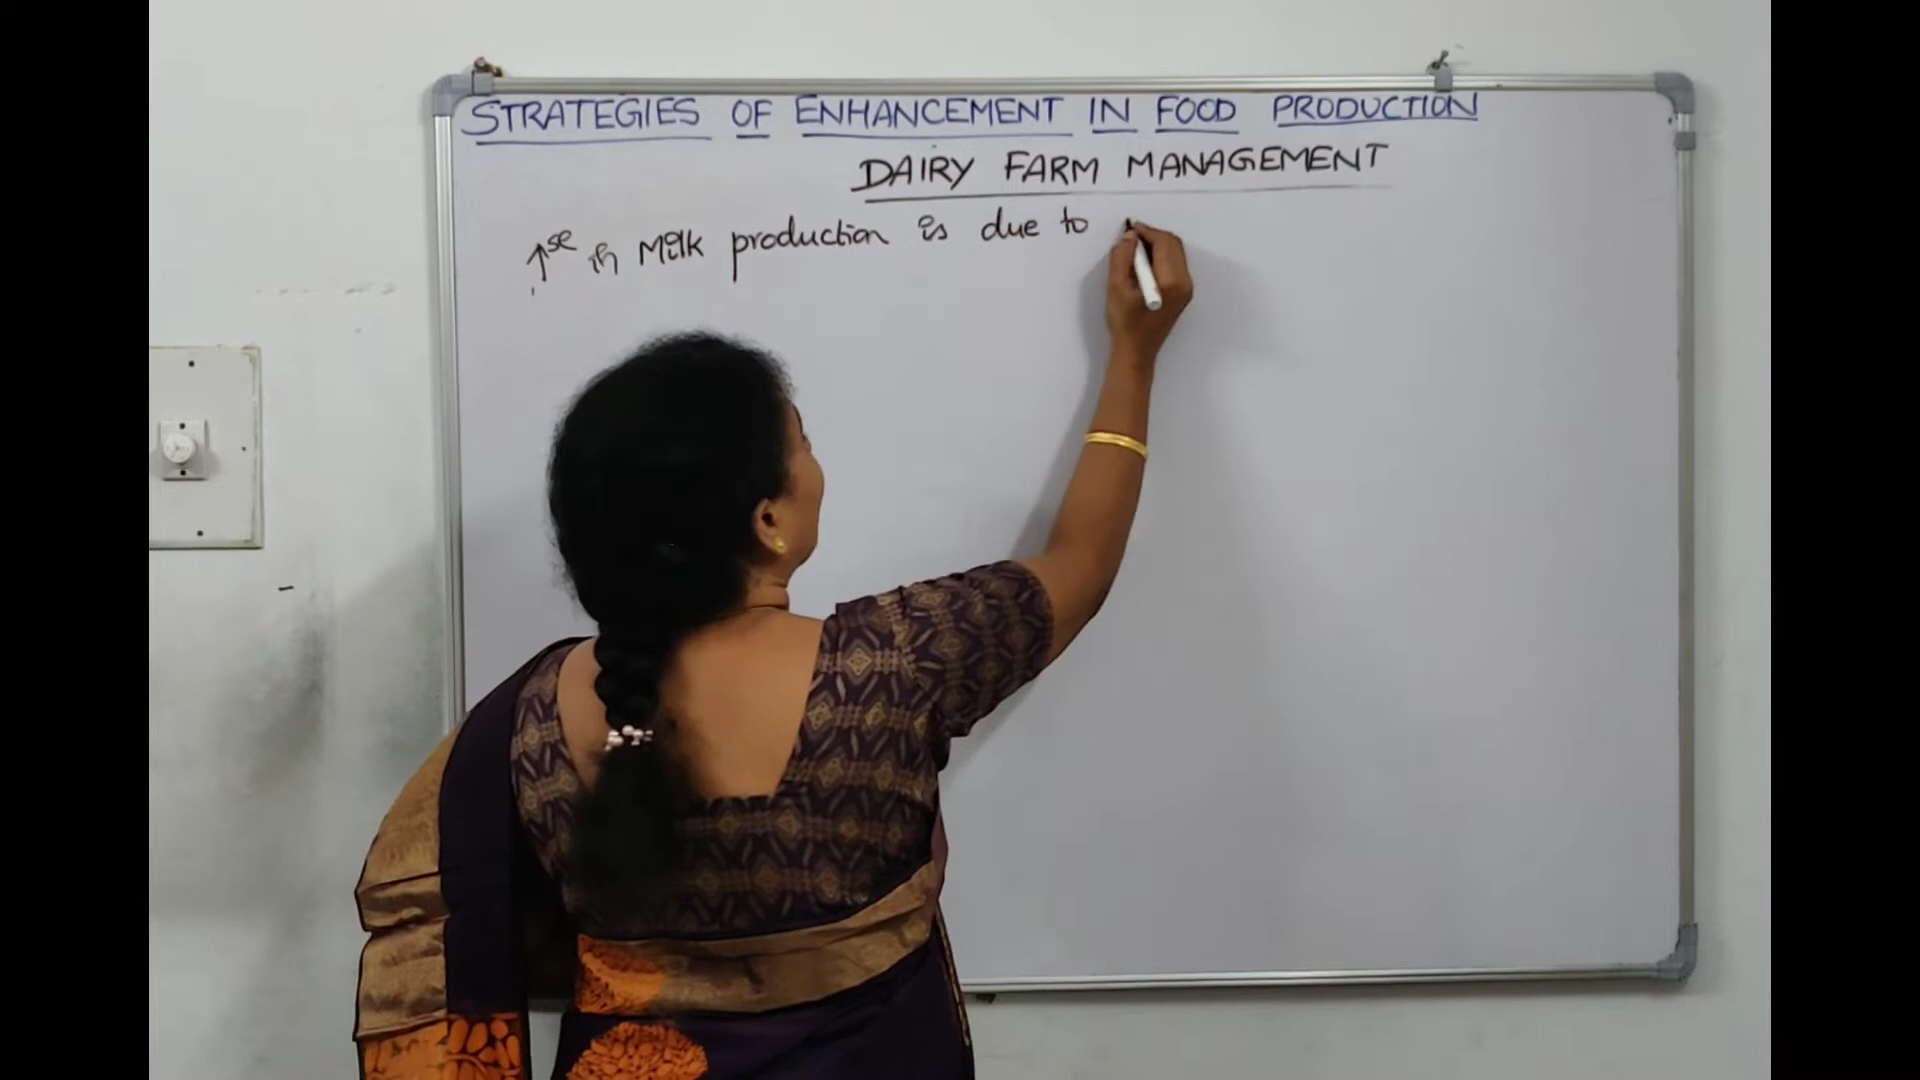 STRATEGIES OF ENHANCEMENT IN FOOD PRODUCTION
DAIRY FARM MANAGEMENT
↑se in Milk production is due to